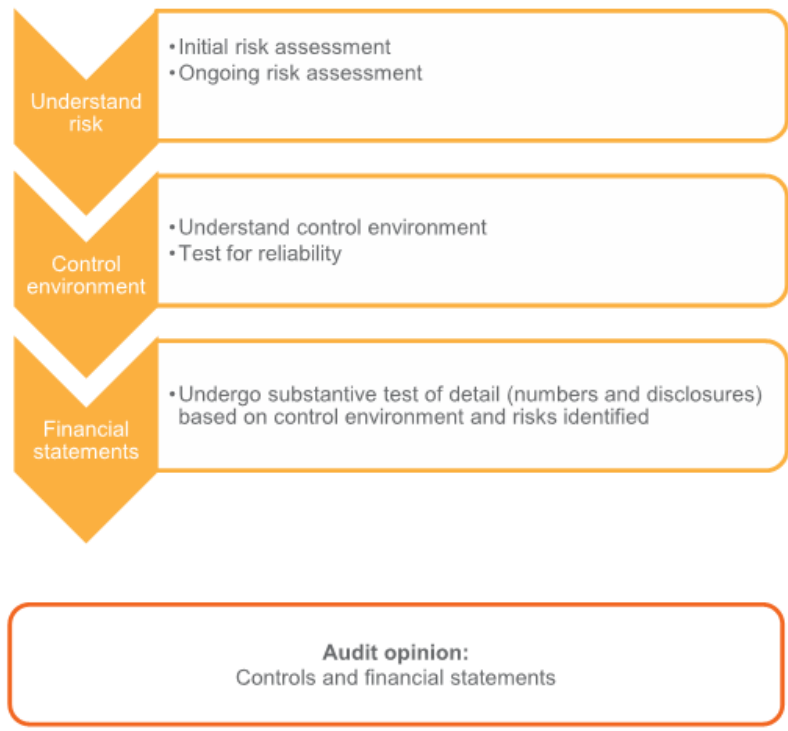 Understand
risk
•Initial risk assessment
•Ongoing risk assessment
Control
environment
•Understand control environment
•Test for reliability
Financial
statements
•Undergo substantive test of detail (numbers and disclosures)
based on control environment and risks identified
Audit opinion:
Controls and financial statements